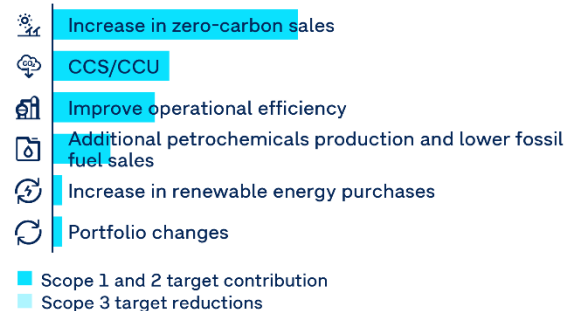 Increase in zero-carbon sales
CO₂
CCS/CCU
Improve operational efficiency
Additional petrochemicals production and lower fossil
fuel sales
Increase in renewable energy purchases
Portfolio changes
Scope 1 and 2 target contribution
Scope 3 target reductions